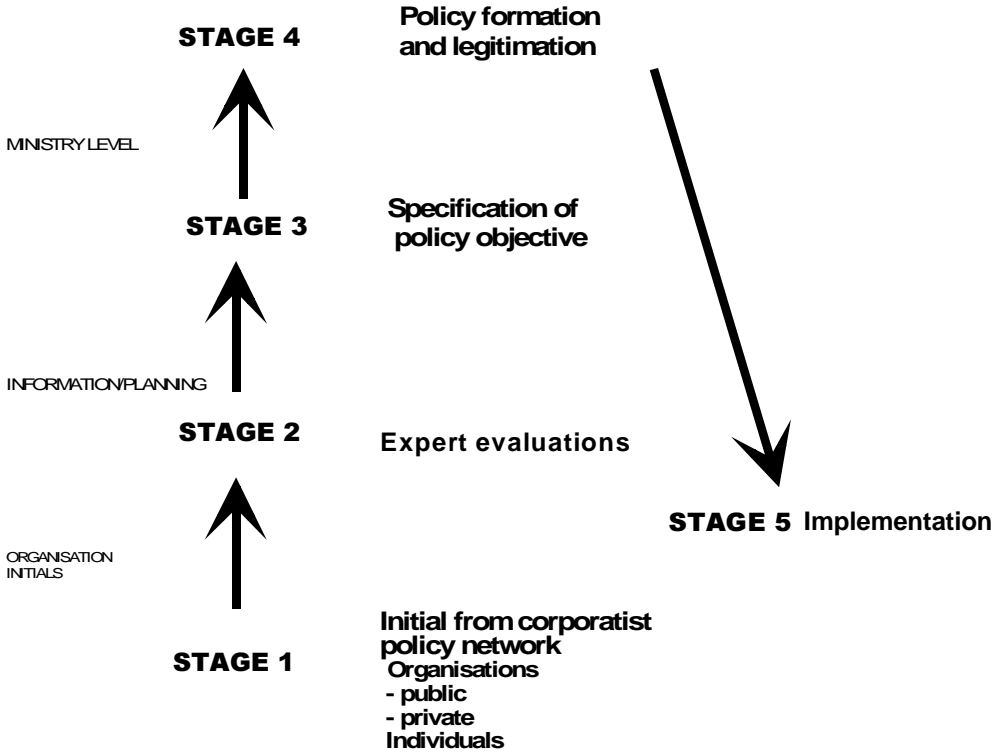 STAGE 4
Policy formation
and legitimation
MINISTRY LEVEL
STAGE 3
Specification of
policy objective
INFORMATION/PLANNING
STAGE 2
Expert evaluations
STAGE 5 Implementation
ORGANISATION
INITIALS
STAGE 1
Initial from corporatist
policy network
Organisations
- public
- private
Individuals